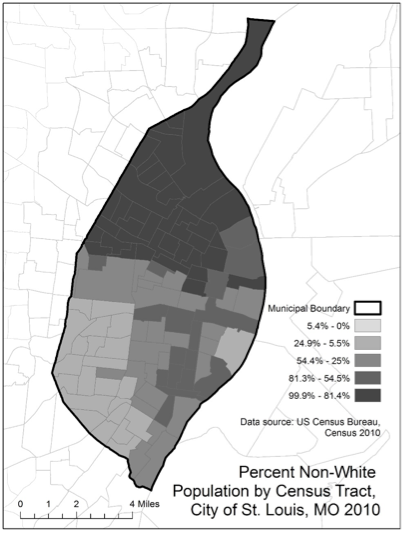 Municipal Boundary
5.4% - 0%
24.9% - 5.5%
54.4% - 25%
81.3% - 54.5%
99.9% - 81.4%
Data source: US Census Bureau,
Census 2010
Percent Non-White
Population by Census Tract,
City of St. Louis, MO 2010
0 1 2 4 Miles